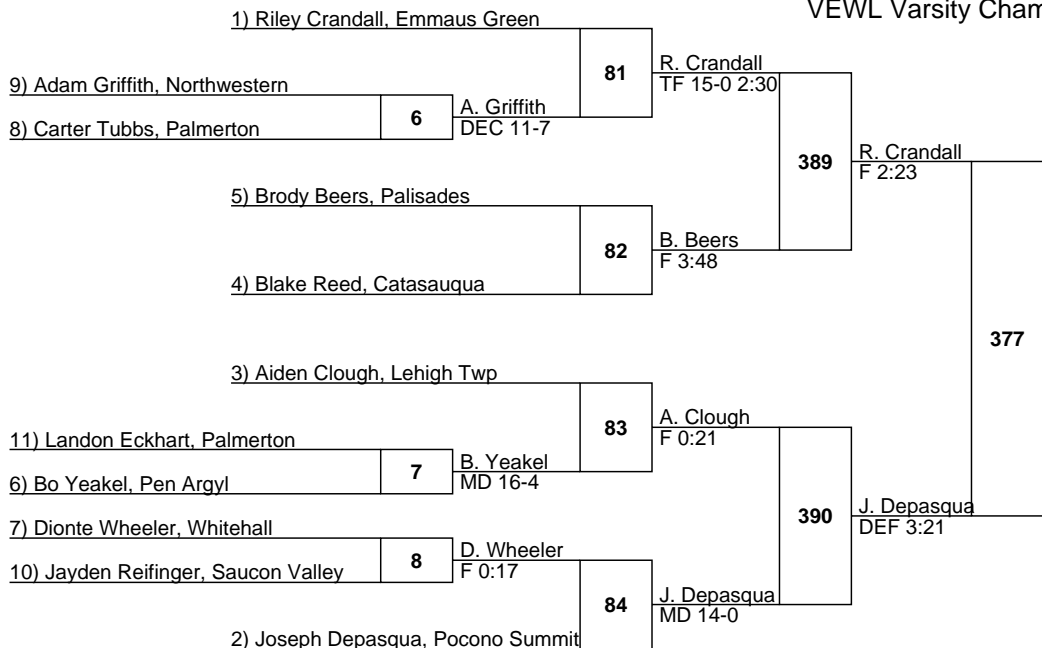 VEWL Varsity Cham
1) Riley Crandall, Emmaus Green
81
R. Crandall
TF 15-0 2:30
9) Adam Griffith, Northwestern
6
A. Griffith
DEC 11-7
8) Carter Tubbs, Palmerton
389
R. Crandall
F 2:23
5) Brody Beers, Palisades
82
B. Beers
F 3:48
4) Blake Reed, Catasauqua
377
3) Aiden Clough, Lehigh Twp
83
A. Clough
F 0:21
11) Landon Eckhart, Palmerton
7
B. Yeakel
MD 16-4
6) Bo Yeakel, Pen Argyl
390
J. Depasqua
DEF 3:21
7) Dionte Wheeler, Whitehall
8
D. Wheeler
F 0:17
10) Jayden Reifinger, Saucon Valley
84
J. Depasqua
MD 14-0
2) Joseph Depasqua, Pocono Summit